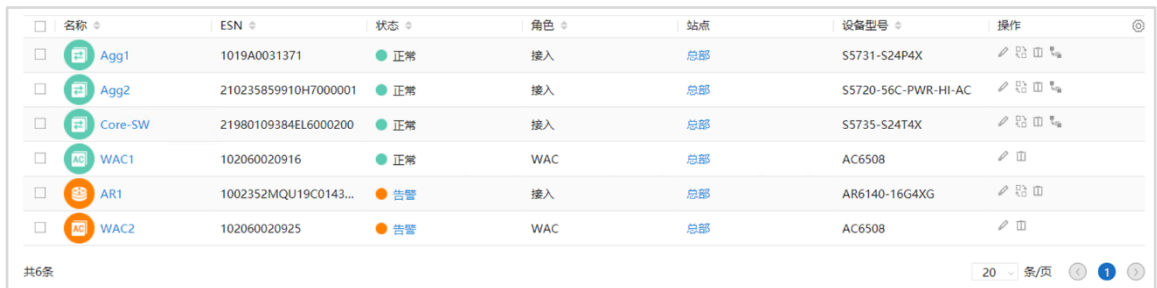 名称 ESN 状态 角色 站点 设备型号 操作
Agg1 1019A0031371 正常 接入 总部 S5731-S24P4X
Agg2 210235859910H7000001 正常 接入 总部 S5720-56C-PWR-HI-AC
Core-SW 21980109384EL6000200 正常 接入 总部 S5735-S24T4X
AC WAC1 102060020916 正常 WAC 总部 AC6508
AR1 1002352MQU19C0143... 告警 接入 总部 AR6140-16G4XG
AC WAC2 102060020925 告警 WAC 总部 AC6508
共6条 20 条/页 1